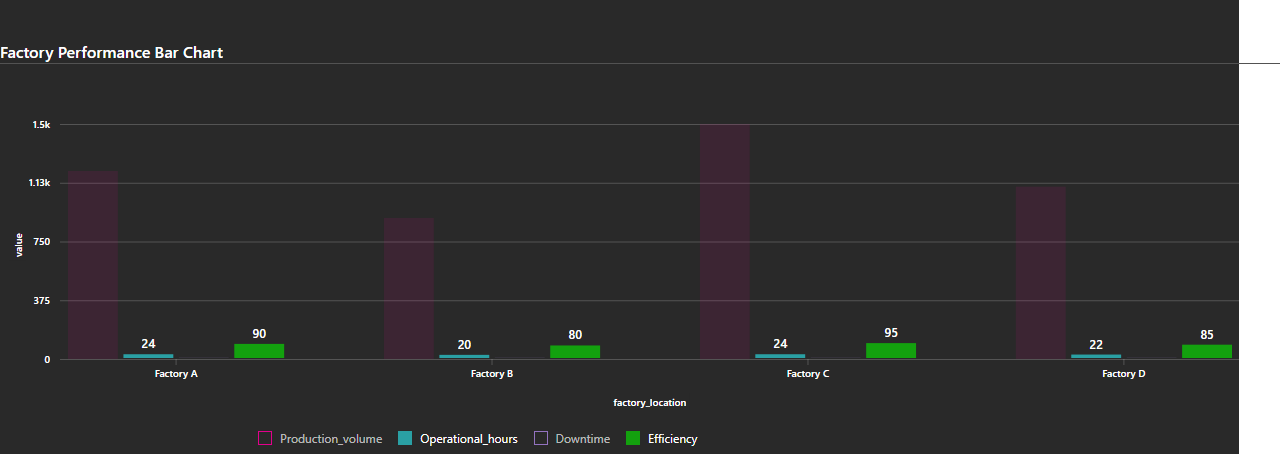 Factory Performance Bar Chart
1.5k
1.13k
750
375
0
value
24
90
20
80
24
95
22
85
Factory A
Factory B
Factory C
Factory D
factory_location
Production_volume
Operational_hours
Downtime
Efficiency